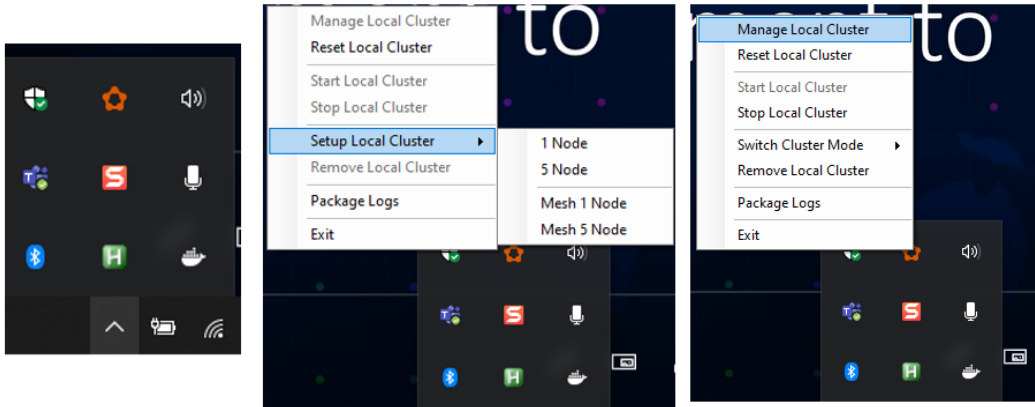 Manage Local Cluster
Reset Local Cluster
Start Local Cluster
Stop Local Cluster
Setup Local Cluster
Remove Local Cluster
Package Logs
Exit
1 Node
5 Node
Mesh 1 Node
Mesh 5 Node
to
Manage Local Cluster
Reset Local Cluster
Start Local Cluster
Stop Local Cluster
Switch Cluster Mode
Remove Local Cluster
Package Logs
Exit
to